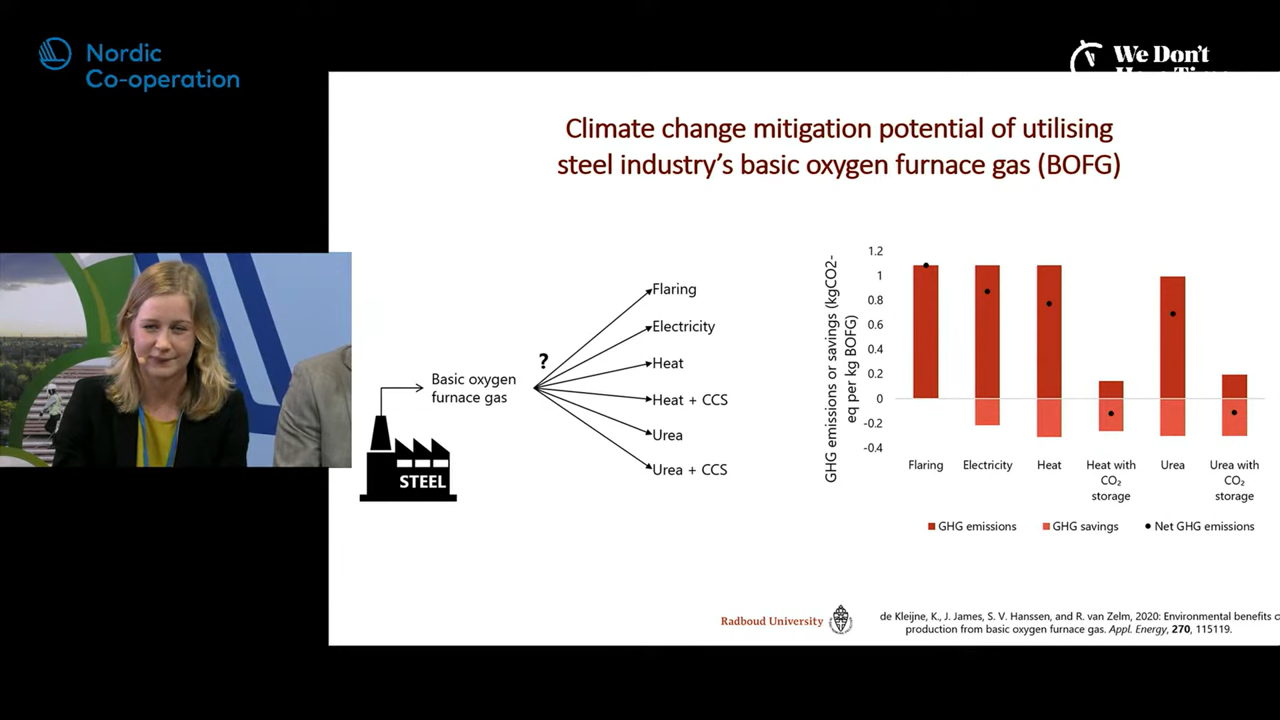 Nordic
Co-operation
We Don't
Climate change mitigation potential of utilising
steel industry's basic oxygen furnace gas (BOFG)
Flaring
Electricity
?
Heat
Basic oxygen
furnace gas
Heat + CCS
Urea
Urea + CCS
STEEL
GHG emissions or savings (kgCO2-
eq per kg BOFG)
1.2
1
0.8
0.6
0.4
0.2
0
-0.2
-0.4
Flaring
Electricity
Heat
Heat with
CO₂
storage
Urea
Urea with
CO₂
storage
GHG emissions
GHG savings
Net GHG emissions
Radboud University
de Kleijne, K., J. James, S. V. Hanssen, and R. van Zelm, 2020: Environmental benefits
production from basic oxygen furnace gas. Appl. Energy, 270, 115119.